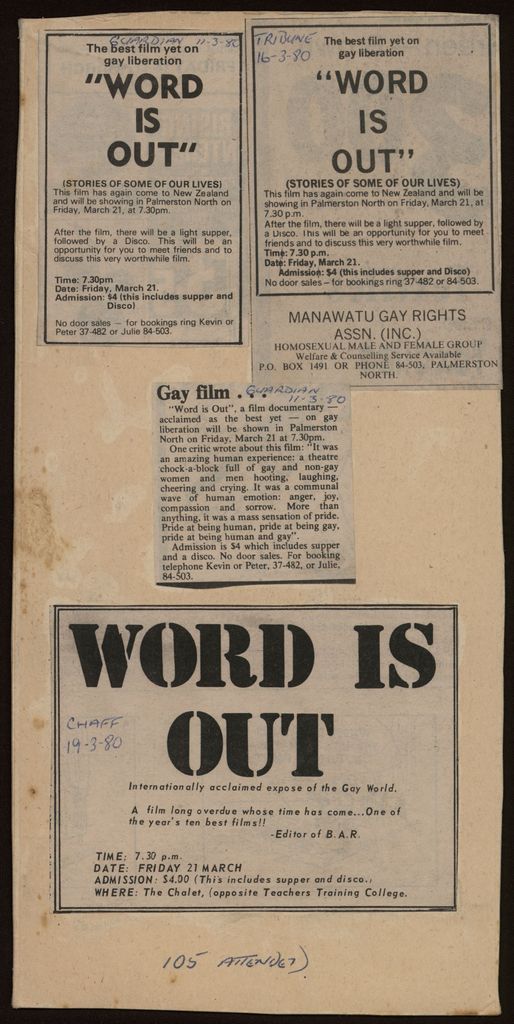 GUARDIAN 11-3-80
The best film yet on
gay liberation
"WORD
IS
OUT"
(STORIES OF SOME OF OUR LIVES)
This film has again come to New Zealand
and will be showing in Palmerston North on
Friday, March 21, at 7.30pm.
After the film, there will be a light supper,
followed by a Disco. This will be an
opportunity for you to meet friends and to
discuss this very worthwhile film.
Time: 7.30pm
Date: Friday, March 21.
Admission: $4 (this includes supper and
Disco)
No door sales — for bookings ring Kevin or
Peter 37-482 or Julie 84-503.
TRIBUNE
16-3-80
The best film yet on
gay liberation
"WORD
IS
OUT"
(STORIES OF SOME OF OUR LIVES)
This film has again come to New Zealand and will be
showing in Palmerston North on Friday, March 21, at
7.30 p.m.
After the film, there will be a light supper, followed by
a Disco. This will be an opportunity for you to meet
friends and to discuss this very worthwhile film.
Time: 7.30 p.m.
Date: Friday, March 21.
Admission: $4 (this includes supper and Disco)
No door sales – for bookings ring 37-482 or 84-503.
MANAWATU GAY RIGHTS
ASSN. (INC.)
HOMOSEXUAL MALE AND FEMALE GROUP
Welfare & Counselling Service Available
P.O. BOX 1491 OR PHONE 84-503, PALMERSTON
NORTH.
Gay film . . .
GUARDIAN
11-3-80
"Word is Out", a film documentary —
acclaimed as the best yet — on gay
liberation will be shown in Palmerston
North on Friday, March 21 at 7.30pm.
One critic wrote about this film: "It was
an amazing human experience: a theatre
chock-a-block full of gay and non-gay
women and men hooting, laughing,
cheering and crying. It was a communal
wave of human emotion: anger, joy,
compassion and sorrow. More than
anything, it was a mass sensation of pride.
Pride at being human, pride at being gay,
pride at being human and gay".
Admission is $4 which includes supper
and a disco. No door sales. For booking
telephone Kevin or Peter, 37-482, or Julie,
84-503.
WORD IS
OUT
CHAFF
19-3-80
Internationally acclaimed expose of the Gay World.
A film long overdue whose time has come...One of
the year's ten best films!!
-Editor of B.A.R.
TIME: 7.30 p.m.
DATE: FRIDAY 21 MARCH
ADMISSION: $4.00 (This includes supper and disco.)
WHERE: The Chalet, (opposite Teachers Training College.
105 ATTENDED